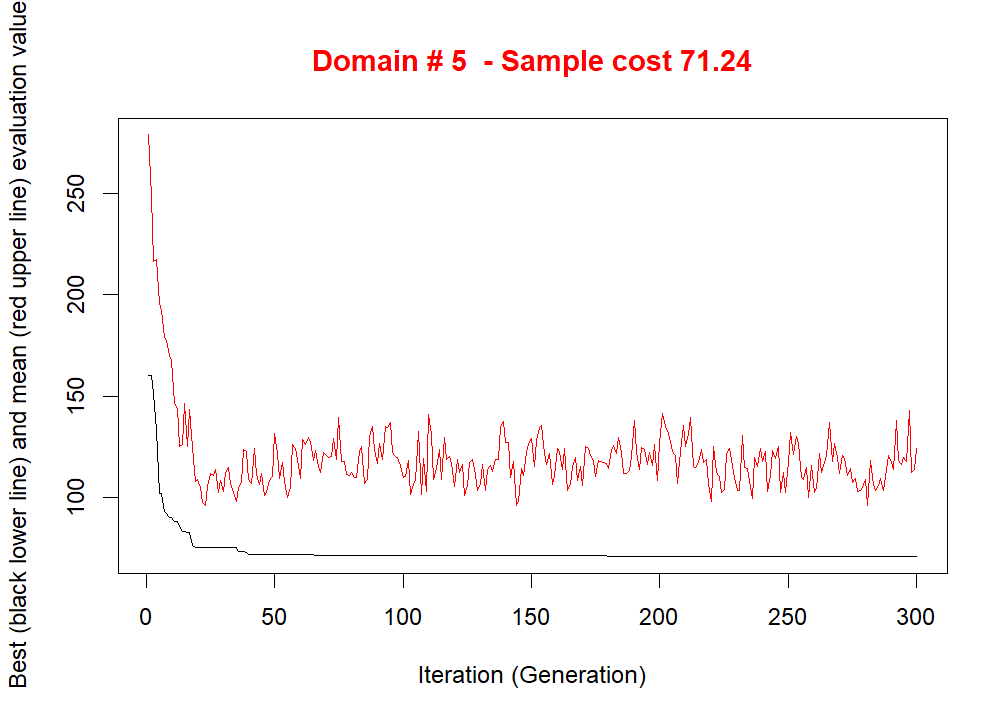 Domain # 5  - Sample cost 71.24
Best (black lower line) and mean (red upper line) evaluation value
250
200
150
100
0 50 100 150 200 250 300
Iteration (Generation)